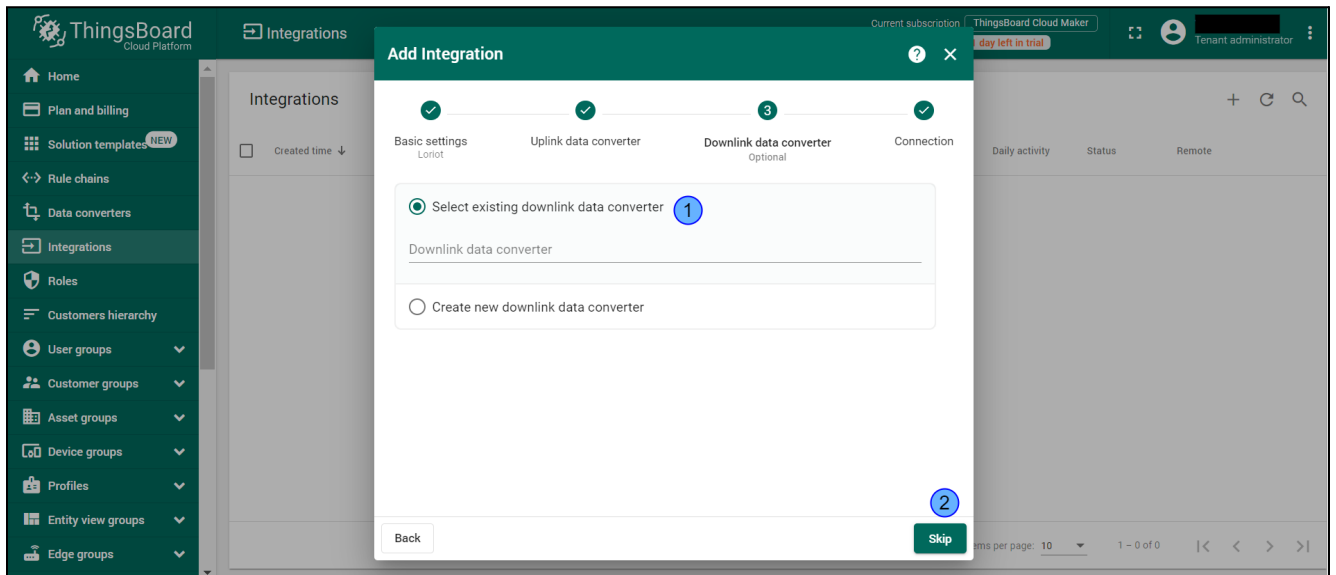 ThingsBoard
Cloud Platform
Integrations
Current subscription
ThingsBoard Cloud Maker
day left in trial
Tenant administrator
Home
Plan and billing
Solution templates NEW
Rule chains
Data converters
Integrations
Roles
Customers hierarchy
User groups
Customer groups
Asset groups
Device groups
Profiles
Entity view groups
Edge groups
Integrations
Created time
Daily activity
Status
Remote
Add Integration
?
3
Basic settings
Loriot
Uplink data converter
Downlink data converter
Optional
Connection
Select existing downlink data converter
1
Downlink data converter
Create new downlink data converter
2
Back
Skip
ems per page: 10
1 – 0 of 0